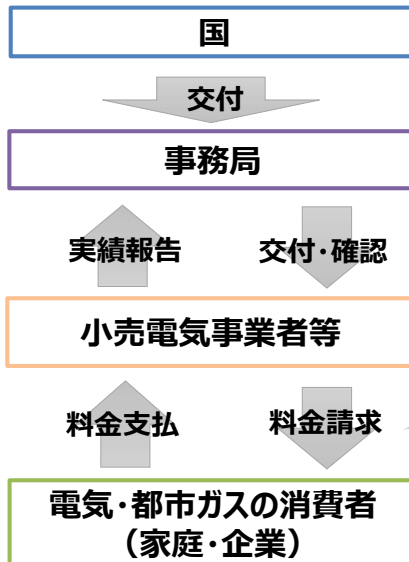 国
交付
事務局
実績報告
交付・確認
小売電気事業者等
料金支払
料金請求
電気・都市ガスの消費者
（家庭・企業）